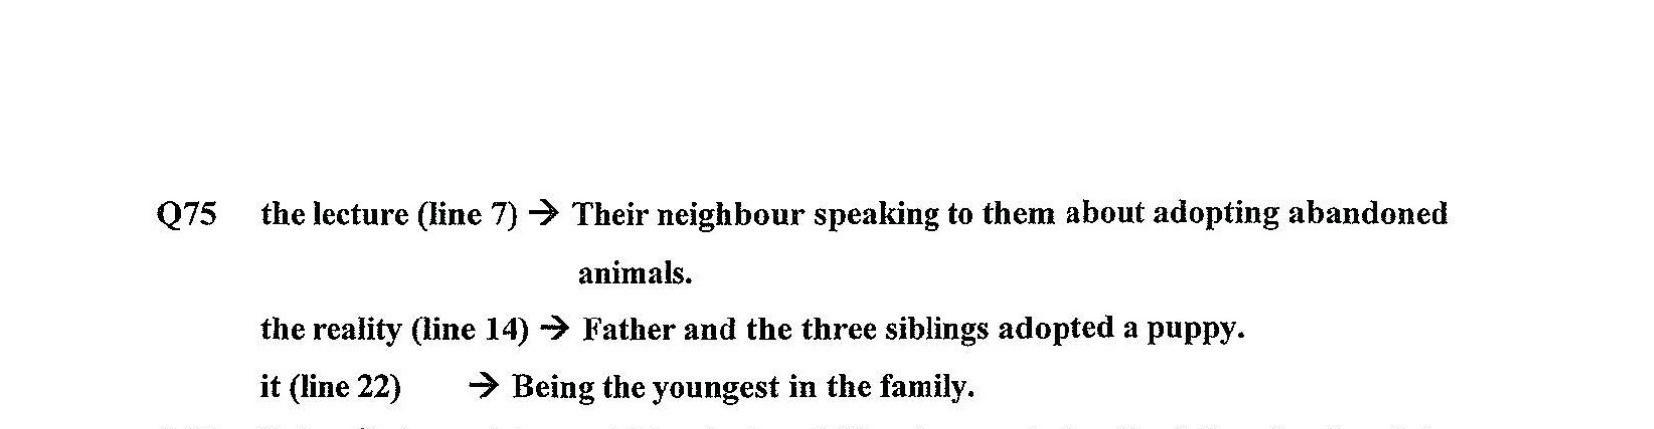 Q75 the lecture (line 7) → Their neighbour speaking to them about adopting abandoned
animals.
the reality (line 14) → Father and the three siblings adopted a puppy.
it (line 22) → Being the youngest in the family.